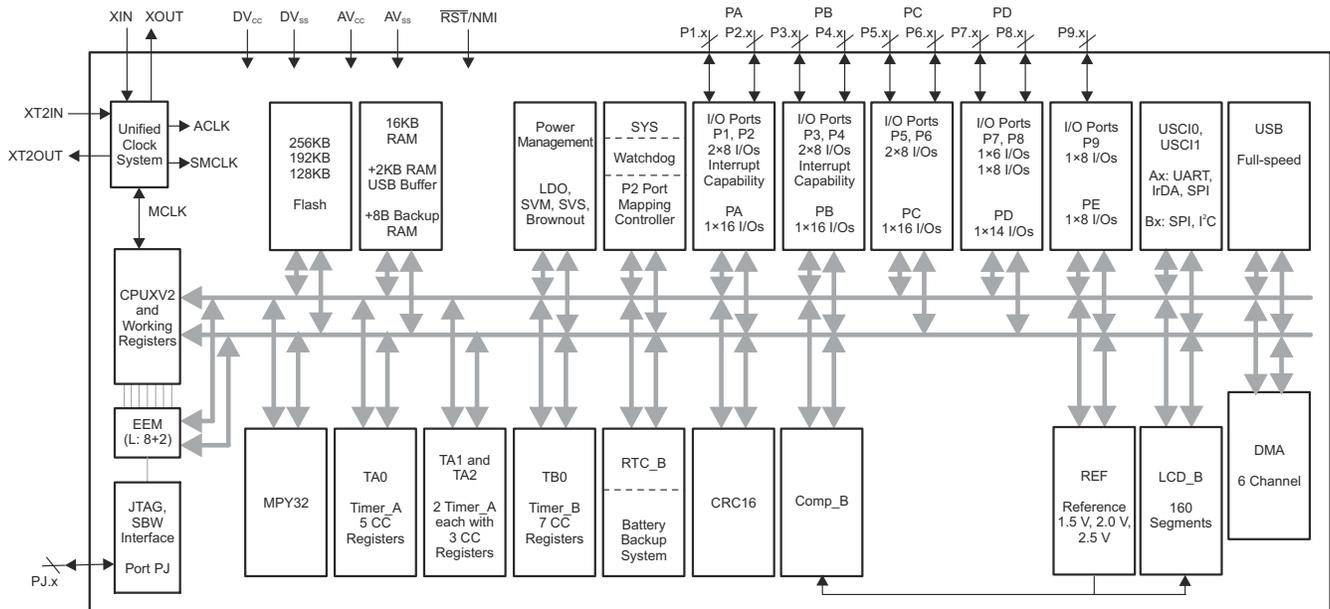 XIN XOUT DVCC DVSS AVCC AVSS RST/NMI PA PB PC PD
P1.x P2.x P3.x P4.x P5.x P6.x P7.x P8.x P9.x
XT2IN
XT2OUT
Unified
Clock
System
ACLK
SMCLK
MCLK
256KB
192KB
128KB
Flash
16KB
RAM
+2KB RAM
USB Buffer
+8B Backup
RAM
Power
Management
LDO,
SVM, SVS,
Brownout
SYS
Watchdog
P2 Port
Mapping
Controller
I/O Ports
P1, P2
2×8 I/Os
Interrupt
Capability
PA
1×16 I/Os
I/O Ports
P3, P4
2×8 I/Os
Interrupt
Capability
PB
1×16 I/Os
I/O Ports
P5, P6
2×8 I/Os
PC
1×16 I/Os
I/O Ports
P7, P8
1×6 I/Os
1×8 I/Os
PD
1×14 I/Os
I/O Ports
P9
1×8 I/Os
PE
1×8 I/Os
USCI0,
USCI1
Ax: UART,
IrDA, SPI
Bx: SPI, I²C
USB
Full-speed
CPUXV2
and
Working
Registers
EEM
(L: 8+2)
JTAG,
SBW
Interface
Port PJ
PJ.x
MPY32
TA0
Timer_A
5 CC
Registers
TA1 and
TA2
2 Timer_A
each with
3 CC
Registers
TB0
Timer_B
7 CC
Registers
RTC_B
Battery
Backup
System
CRC16
Comp_B
REF
Reference
1.5 V, 2.0 V,
2.5 V
LCD_B
160
Segments
DMA
6 Channel